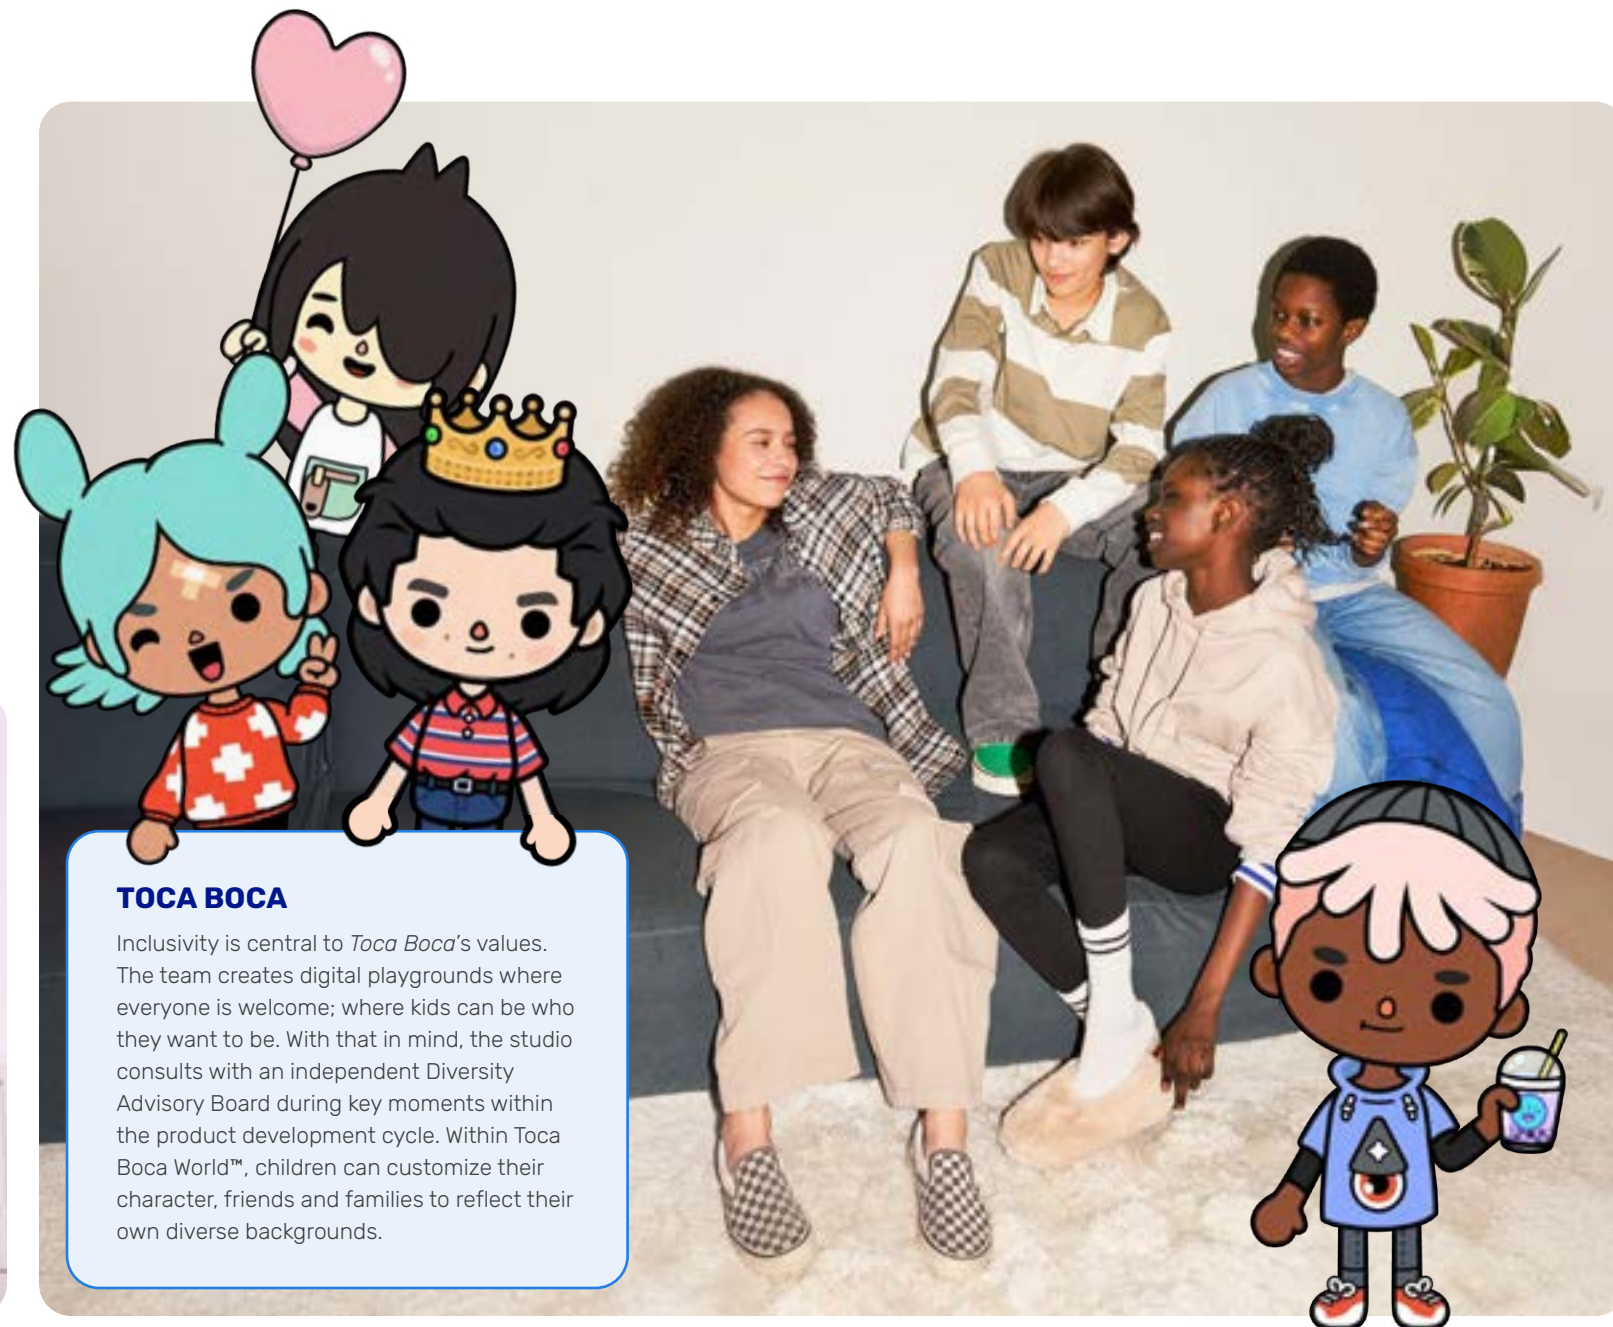 TOCA BOCA
Inclusivity is central to Toca Boca's values.
The team creates digital playgrounds where
everyone is welcome; where kids can be who
they want to be. With that in mind, the studio
consults with an independent Diversity
Advisory Board during key moments within
the product development cycle. Within Toca
Boca World™, children can customize their
character, friends and families to reflect their
own diverse backgrounds.